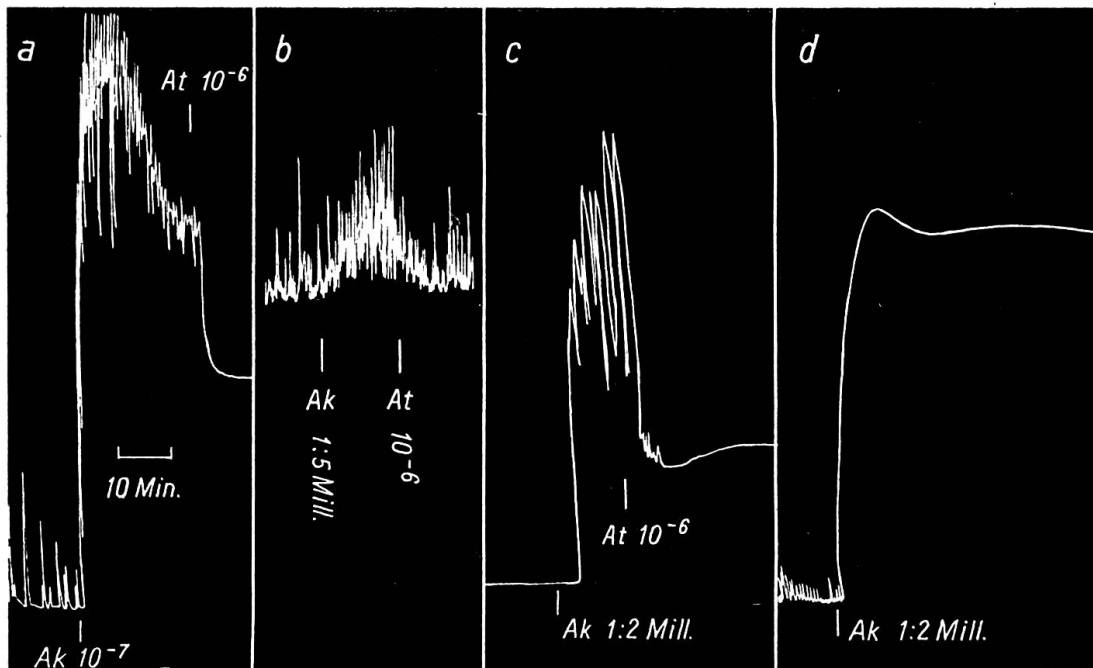 a
At 10⁻⁶
10 Min.
Ak 10⁻⁷
b
Ak 1:5 Mill.
At 10⁻⁶
c
At 10⁻⁶
Ak 1:2 Mill.
d
Ak 1:2 Mill.